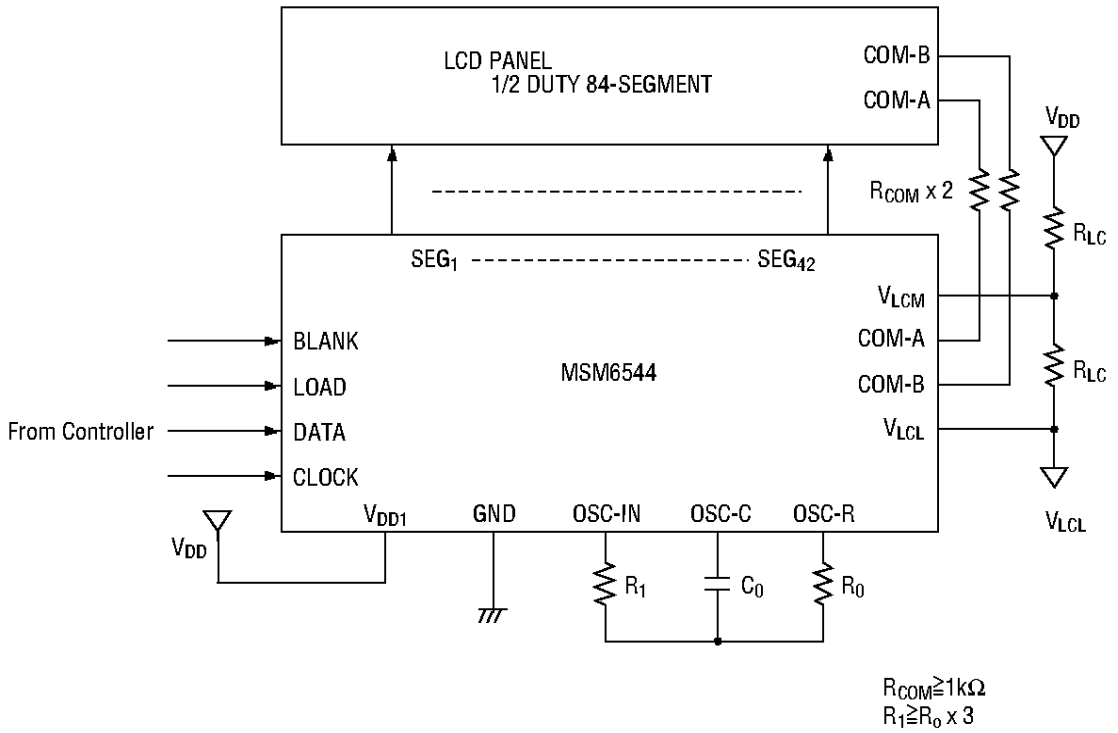 LCD PANEL
1/2 DUTY 84-SEGMENT
COM-B
COM-A
VDD
RCOM x 2
RLC
SEG1
SEG42
VLCM
BLANK
COM-A
LOAD
MSM6544
COM-B
RLC
From Controller
DATA
VLCL
CLOCK
VDD1
GND
OSC-IN
OSC-C
OSC-R
VLCL
VDD
R1
C0
R0
RCOM≧1kΩ
R1≧Ro x 3